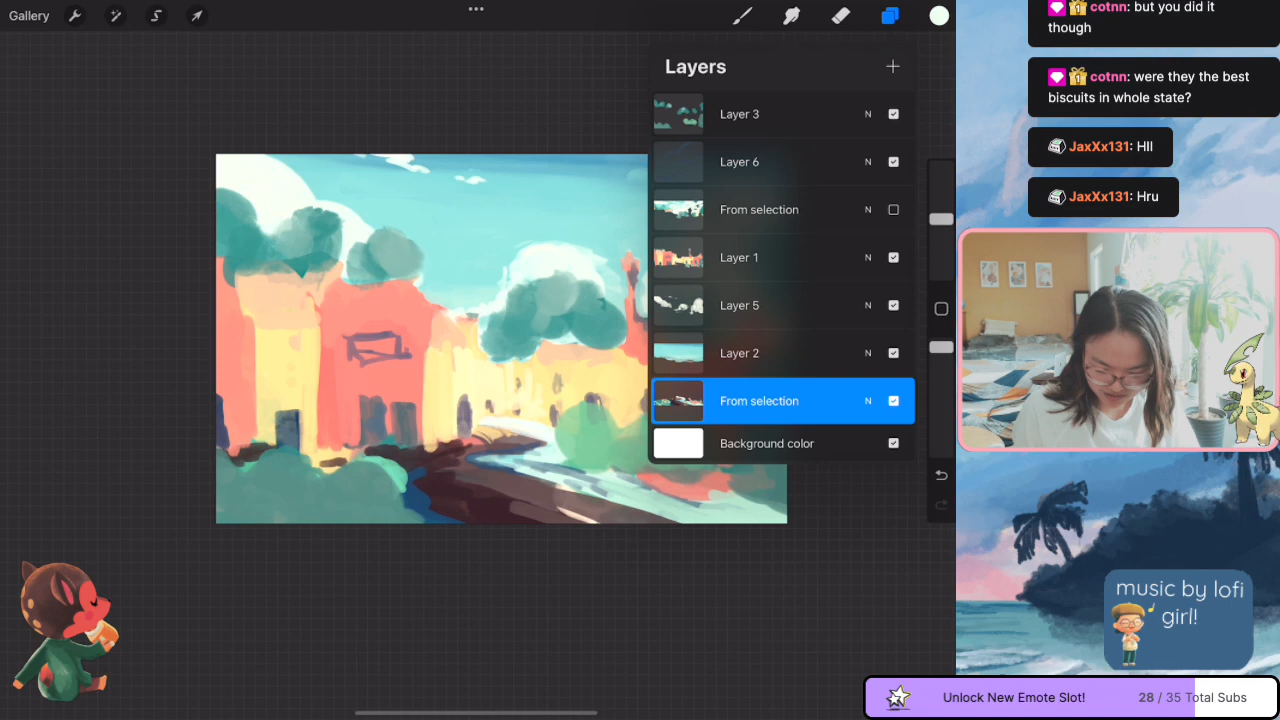 Gallery
Layers
Layer 3 N
Layer 6 N
From selection N
Layer 1 N
Layer 5 N
Layer 2 N
From selection N
Background color
cotnn: but you did it
though
cotnn: were they the best
biscuits in whole state?
JaxXx131: HII
JaxXx131: Hru
music by lofi
girl!
Unlock New Emote Slot! 28 / 35 Total Subs